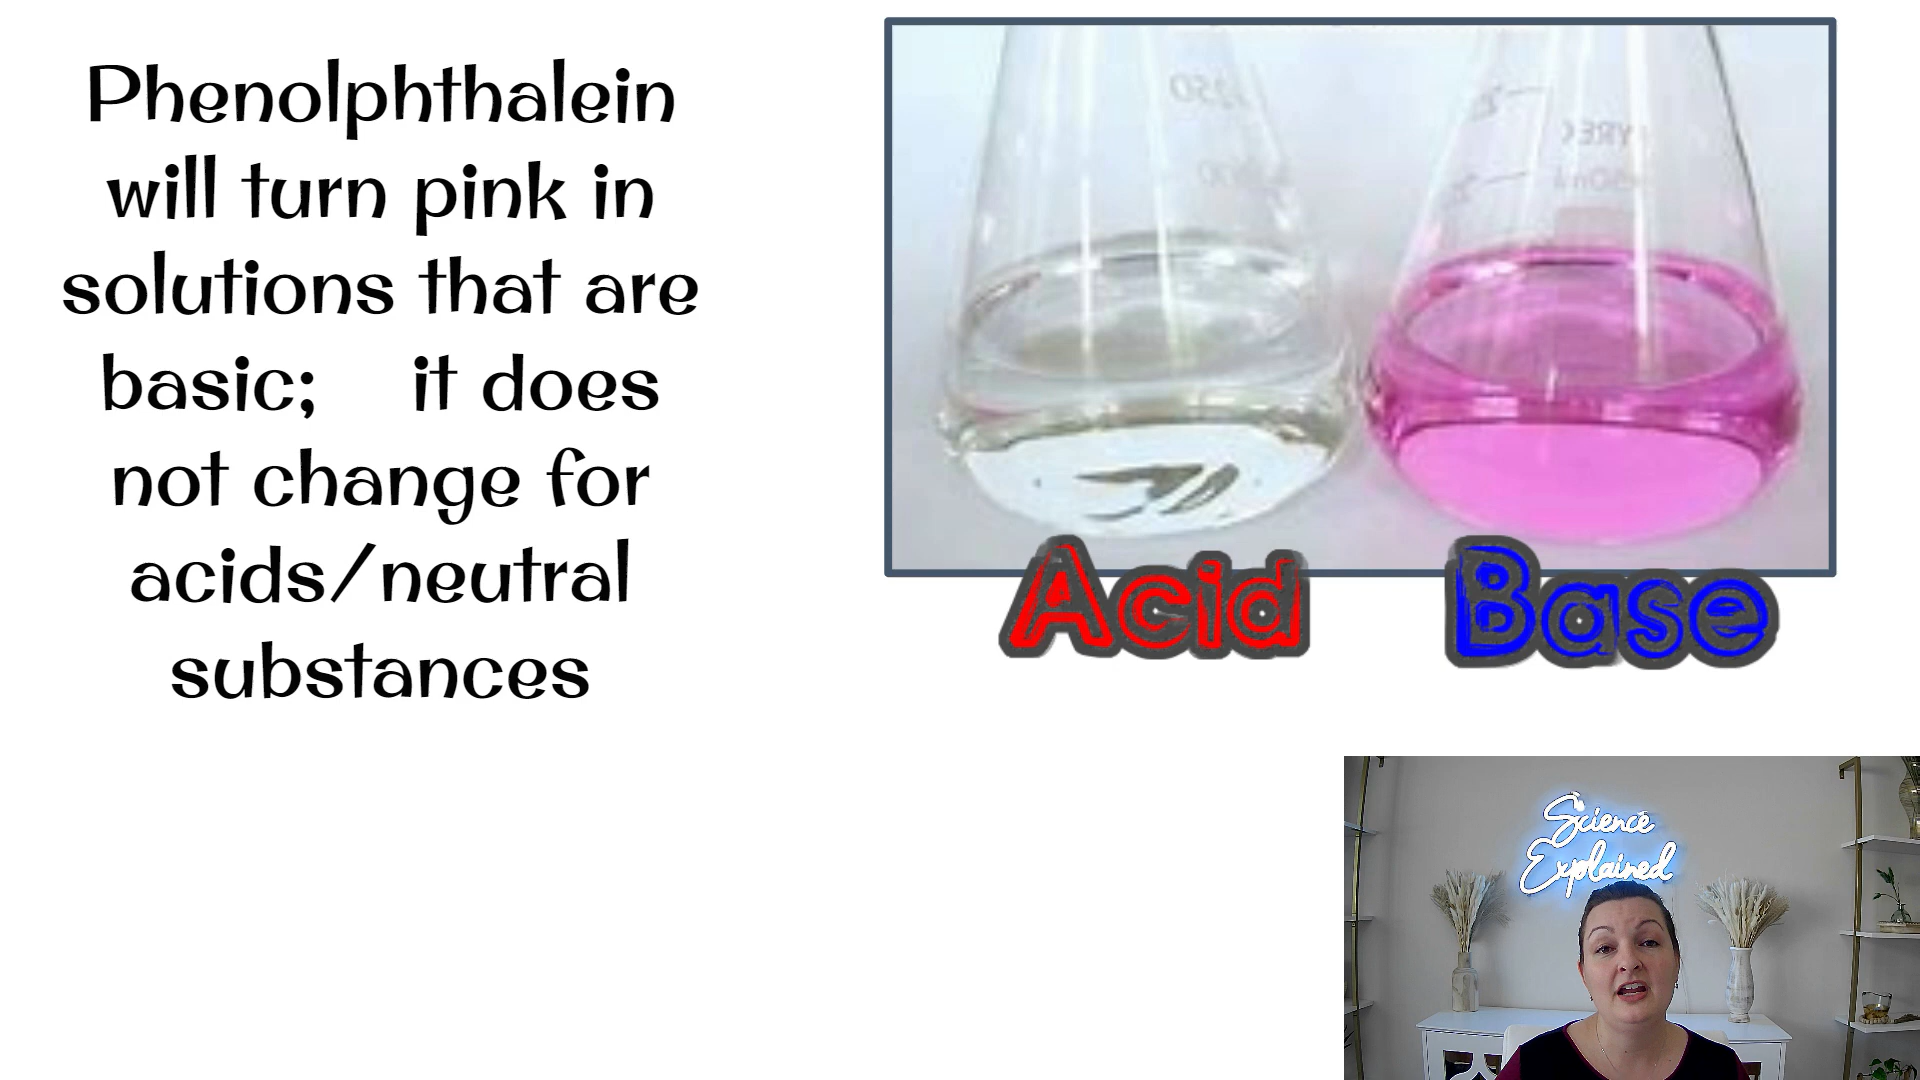 Phenolphthalein
will turn pink in
solutions that are
basic; it does
not change for
acids/neutral
substances
Acid
Base
Science
Explained